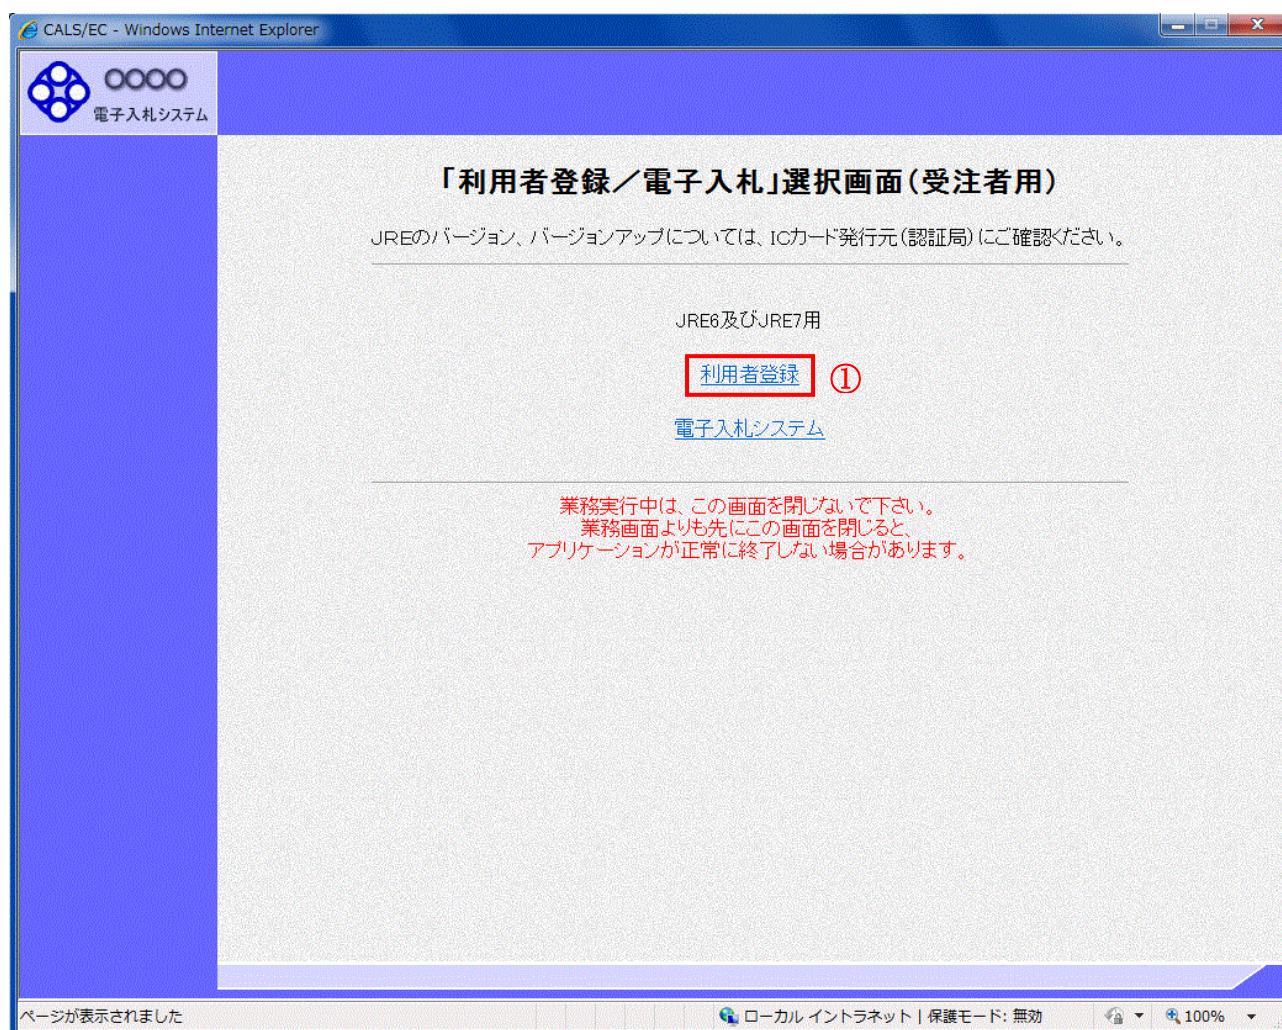 CALS/EC - Windows Internet Explorer
○○○○
電子入札システム
「利用者登録／電子入札」選択画面（受注者用）
JREのバージョン、バージョンアップについては、ICカード発行元（認証局）にご確認ください。
JRE6及びJRE7用
利用者登録 ①
電子入札システム
業務実行中は、この画面を閉じないで下さい。
業務画面よりも先にこの画面を閉じると、
アプリケーションが正常に終了しない場合があります。
ページが表示されました ローカル イントラネット | 保護モード: 無効 100%